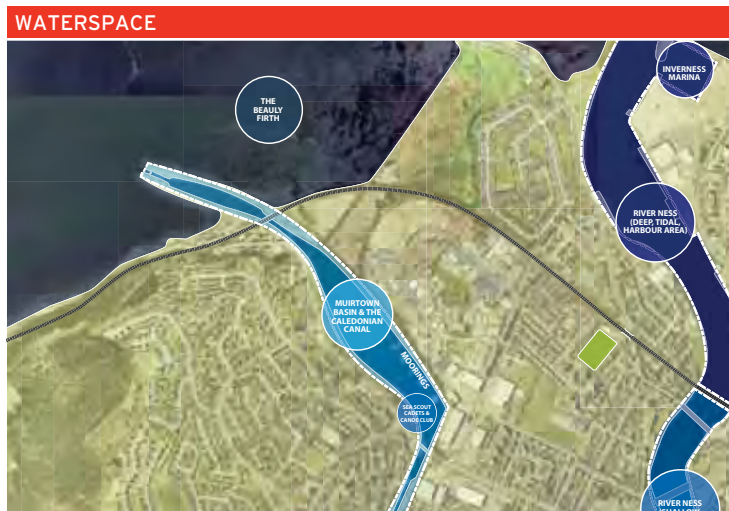 WATERSPACE
INVERNESS
MARINA
THE
BEAULY
FIRTH
RIVER NESS
(DEEP, TIDAL,
HARBOUR AREA)
MUIRTOWN
BASIN & THE
CALEDONIAN
CANAL
MOORINGS
SEA SCOUT
CADETS &
CANOE CLUB
RIVER NESS
(SHALLOW,